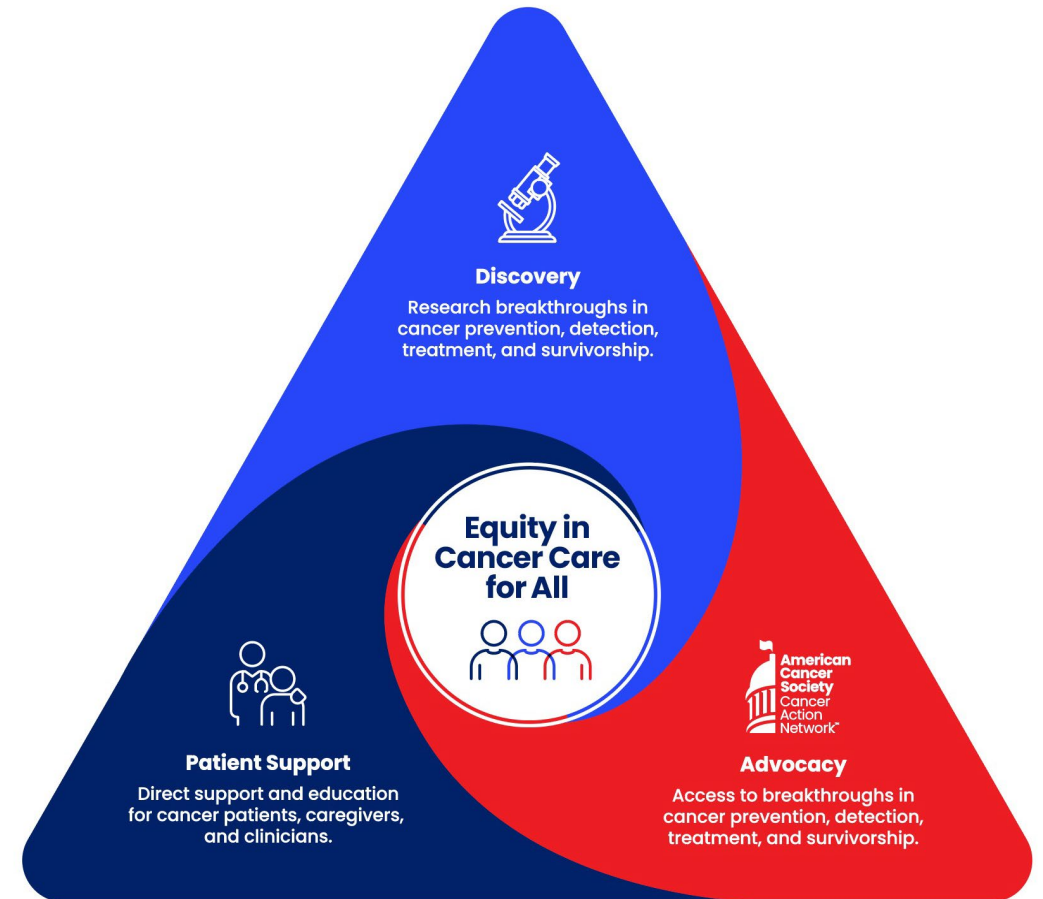 Discovery
Research breakthroughs in
cancer prevention, detection,
treatment, and survivorship.
Equity in
Cancer Care
for All
Patient Support
Direct support and education
for cancer patients, caregivers,
and clinicians.
American
Cancer
Society
Cancer
Action
Network™
Advocacy
Access to breakthroughs in
cancer prevention, detection,
treatment, and survivorship.